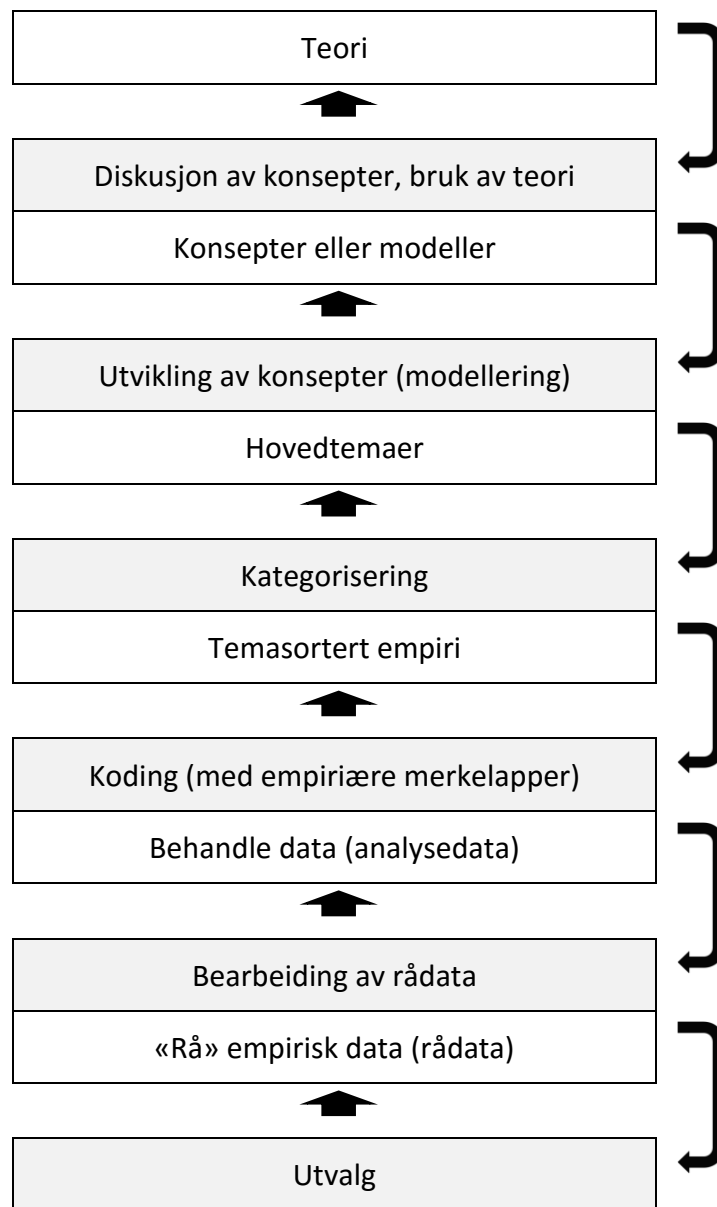 Teori
Diskusjon av konsepter, bruk av teori
Konsepter eller modeller
Utvikling av konsepter (modellering)
Hovedtemaer
Kategorisering
Temasortert empiri
Koding (med empiriære merkelapper)
Behandle data (analysedata)
Bearbeiding av rådata
«Rå» empirisk data (rådata)
Utvalg